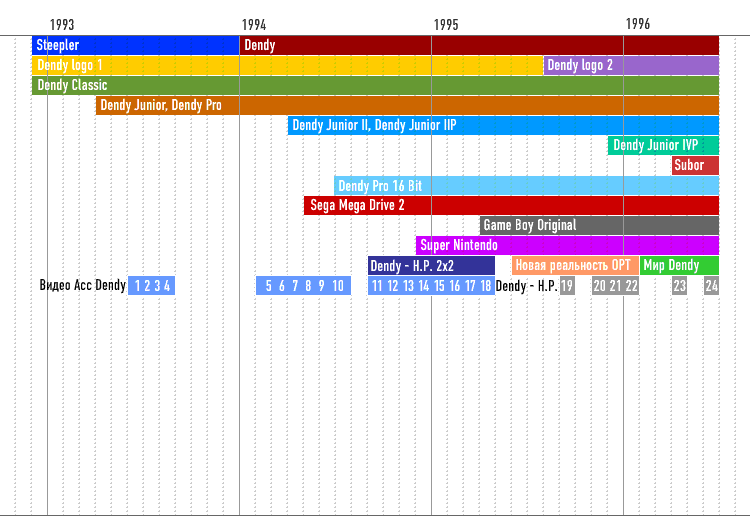 1993 1994 1995 1996
Steepler Dendy
Dendy logo 1 Dendy logo 2
Dendy Classic
Dendy Junior, Dendy Pro
Dendy Junior II, Dendy Junior IIP
Dendy Junior IVP
Subor
Dendy Pro 16 Bit
Sega Mega Drive 2
Game Boy Original
Super Nintendo
Dendy - Н.Р. 2x2 Новая реальность ОРТ Мир Dendy
Видео Асс Dendy 1 2 3 4 5 6 7 8 9 10 11 12 13 14 15 16 17 18 Dendy - Н.Р. 19 20 21 22 23 24